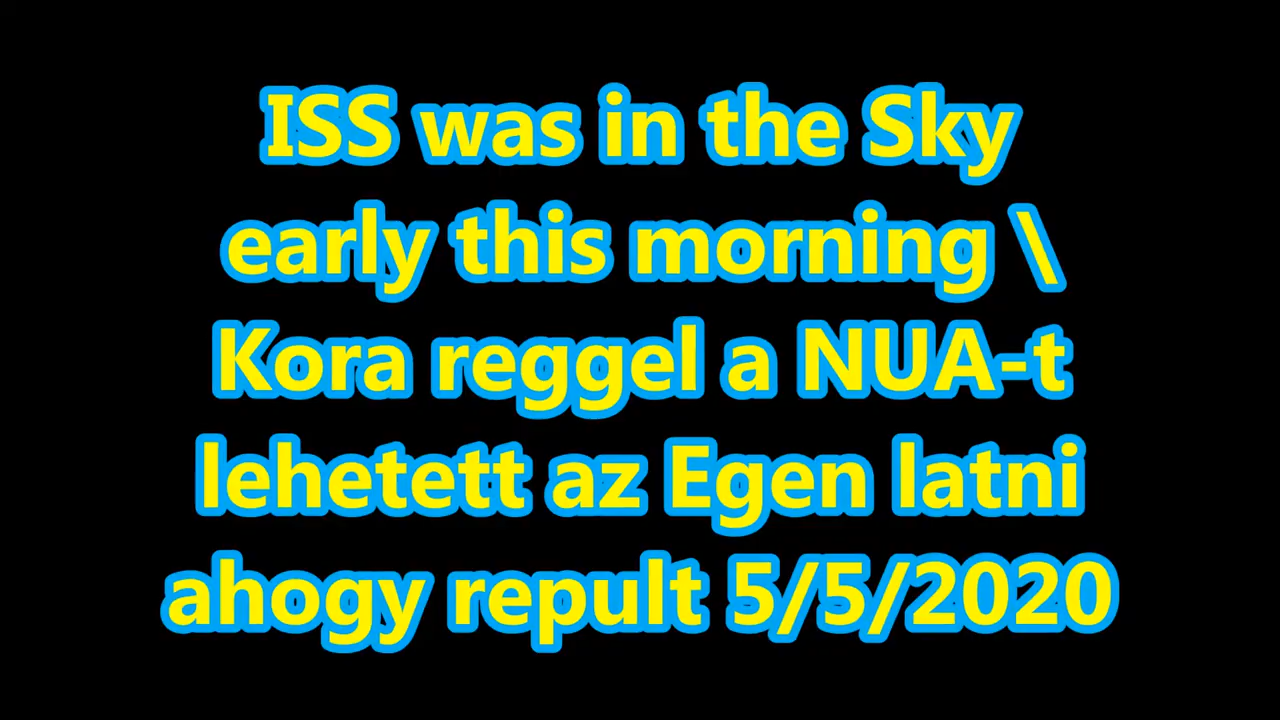 ISS was in the Sky
early this morning \
Kora reggel a NUA-t
lehetett az Egen latni
ahogy repult 5/5/2020